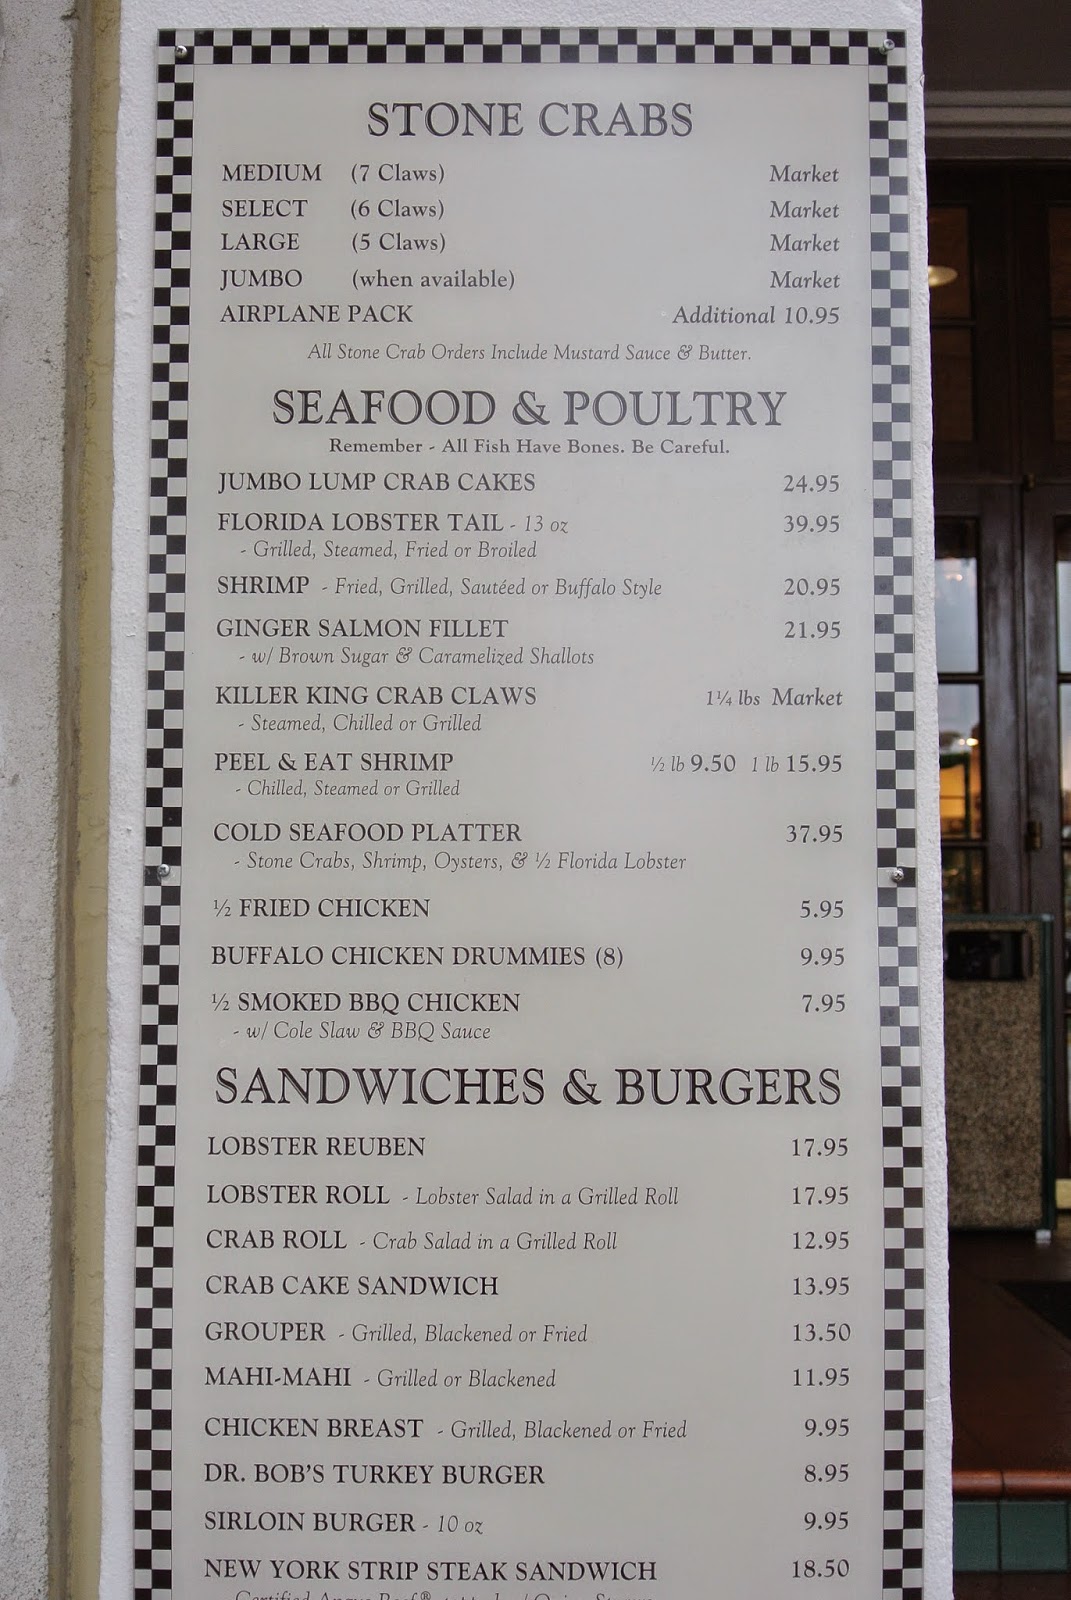 STONE CRABS
MEDIUM (7 Claws) Market
SELECT (6 Claws) Market
LARGE (5 Claws) Market
JUMBO (when available) Market
AIRPLANE PACK Additional 10.95
All Stone Crab Orders Include Mustard Sauce & Butter.
SEAFOOD & POULTRY
Remember - All Fish Have Bones. Be Careful.
JUMBO LUMP CRAB CAKES 24.95
FLORIDA LOBSTER TAIL - 13 oz 39.95
- Grilled, Steamed, Fried or Broiled
SHRIMP - Fried, Grilled, Sautéed or Buffalo Style 20.95
GINGER SALMON FILLET 21.95
- w/ Brown Sugar & Caramelized Shallots
KILLER KING CRAB CLAWS 1¼ lbs Market
- Steamed, Chilled or Grilled
PEEL & EAT SHRIMP ½ lb 9.50 1 lb 15.95
- Chilled, Steamed or Grilled
COLD SEAFOOD PLATTER 37.95
- Stone Crabs, Shrimp, Oysters, & ½ Florida Lobster
½ FRIED CHICKEN 5.95
BUFFALO CHICKEN DRUMMIES (8) 9.95
½ SMOKED BBQ CHICKEN 7.95
- w/ Cole Slaw & BBQ Sauce
SANDWICHES & BURGERS
LOBSTER REUBEN 17.95
LOBSTER ROLL - Lobster Salad in a Grilled Roll 17.95
CRAB ROLL - Crab Salad in a Grilled Roll 12.95
CRAB CAKE SANDWICH 13.95
GROUPER - Grilled, Blackened or Fried 13.50
MAHI-MAHI - Grilled or Blackened 11.95
CHICKEN BREAST - Grilled, Blackened or Fried 9.95
DR. BOB'S TURKEY BURGER 8.95
SIRLOIN BURGER - 10 oz 9.95
NEW YORK STRIP STEAK SANDWICH 18.50